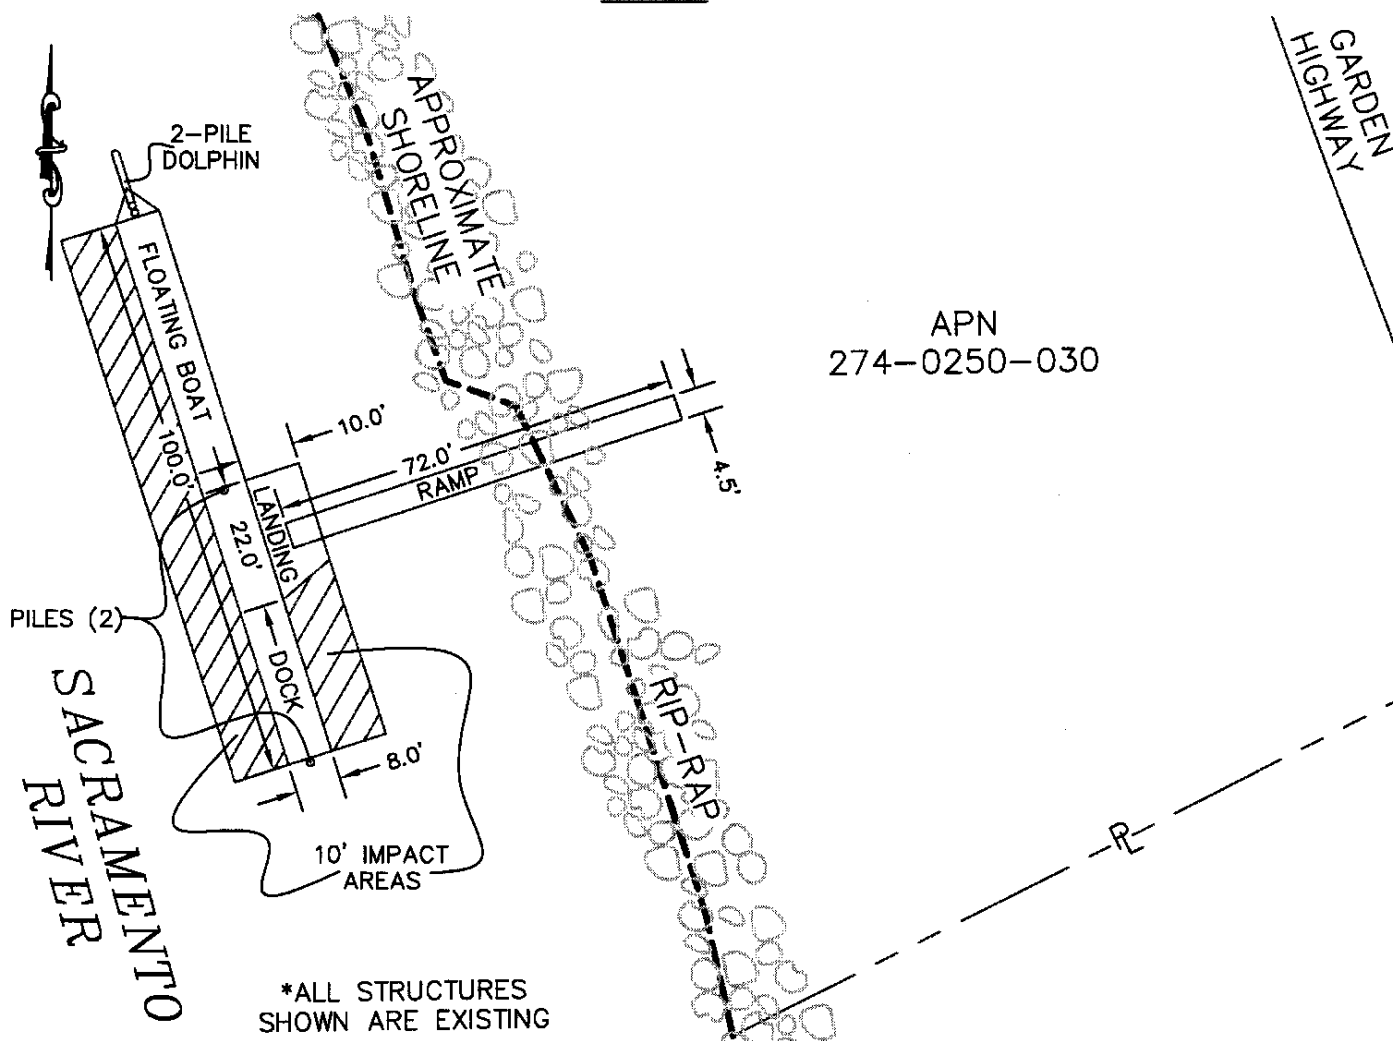 GARDEN
HIGHWAY
2-PILE
DOLPHIN
APPROXIMATE
SHORELINE
FLOATING BOAT
DOCK
100.0'
10.0'
72.0'
RAMP
4.5'
LANDING
22.0'
APN
274-0250-030
PILES (2)
8.0'
SACRAMENTO
RIVER
RIP-RAP
10' IMPACT
AREAS
PL
*ALL STRUCTURES
SHOWN ARE EXISTING